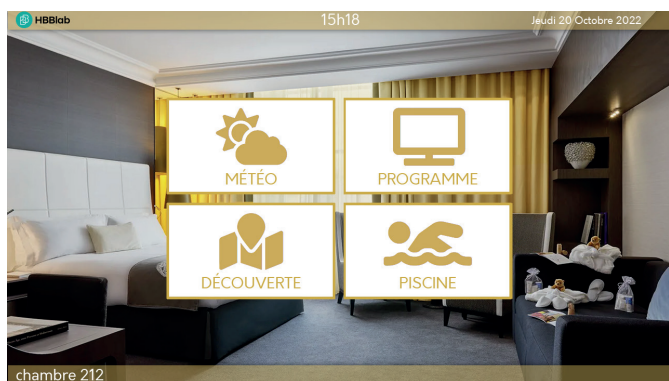 HBBlab
15h18
Jeudi 20 Octobre 2022
MÉTÉO
PROGRAMME
DÉCOUVERTE
PISCINE
chambre 212